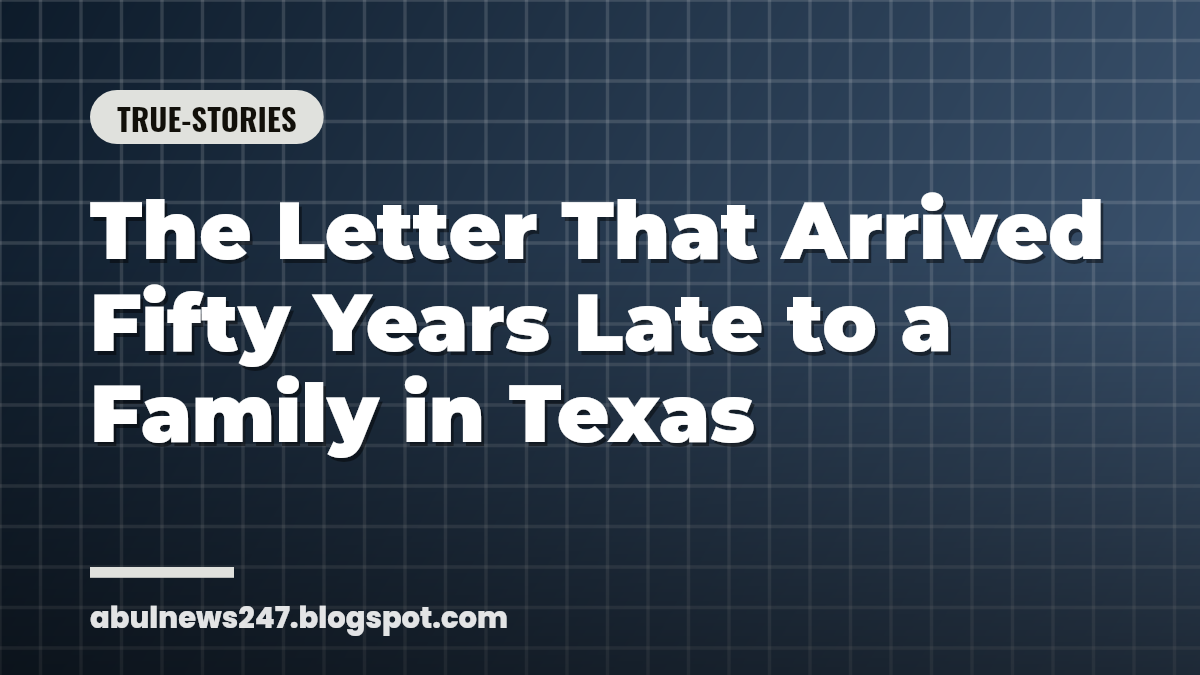 TRUE-STORIES
The Letter That Arrived
Fifty Years Late to a
Family in Texas
abulnews247.blogspot.com